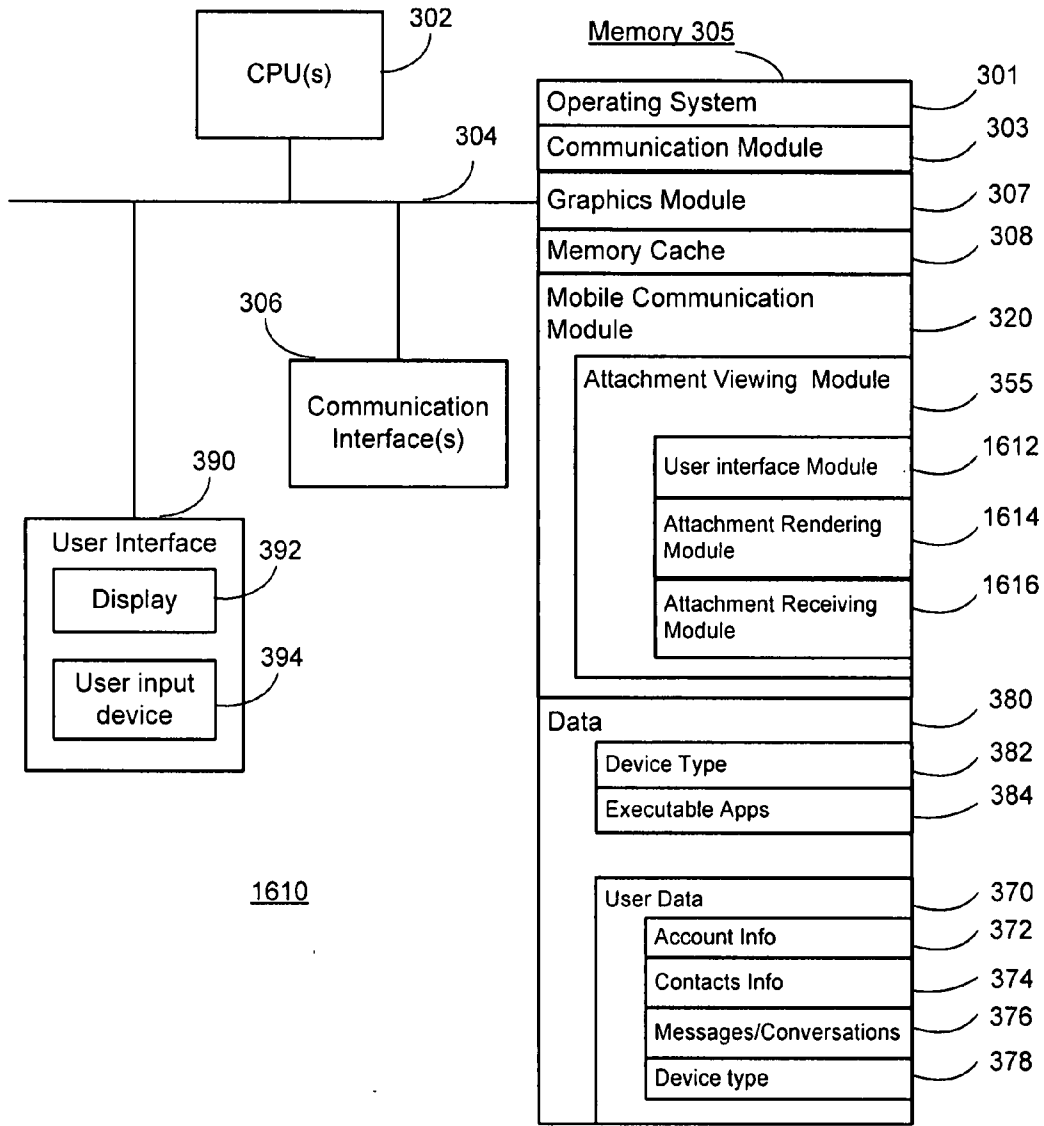 302
CPU(s)
304
306
Communication
Interface(s)
390
User Interface
392
Display
394
User input
device
1610
Memory 305
Operating System
301
Communication Module
303
Graphics Module
307
Memory Cache
308
Mobile Communication
Module
320
Attachment Viewing Module
355
User interface Module
1612
Attachment Rendering
Module
1614
Attachment Receiving
Module
1616
Data
380
Device Type
382
Executable Apps
384
User Data
370
Account Info
372
Contacts Info
374
Messages/Conversations
376
Device type
378